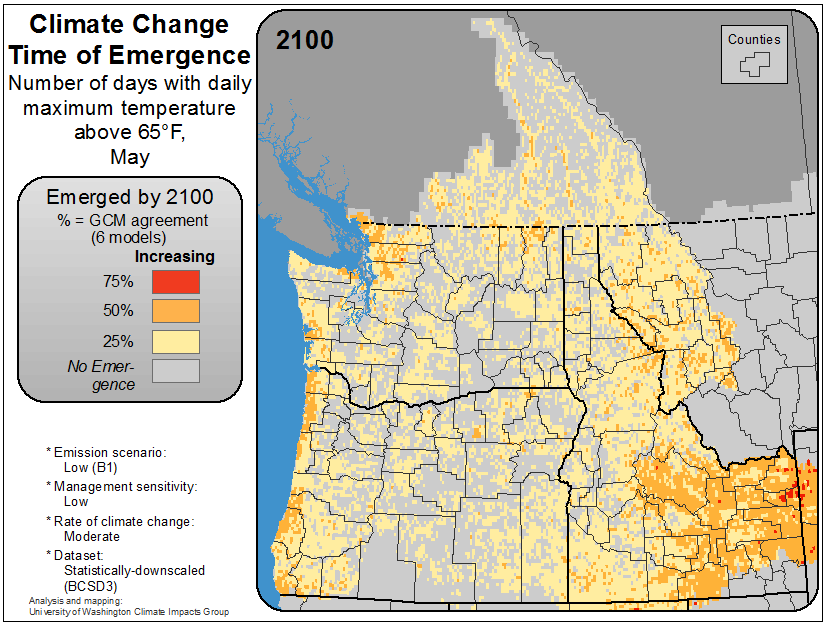 Climate Change
Time of Emergence
Number of days with daily
maximum temperature
above 65°F,
May
Emerged by 2100
% = GCM agreement
(6 models)
Increasing
75%
50%
25%
No Emer-
gence
* Emission scenario:
Low (B1)
* Management sensitivity:
Low
* Rate of climate change:
Moderate
* Dataset:
Statistically-downscaled
(BCSD3)
Analysis and mapping:
University of Washington Climate Impacts Group
2100
Counties